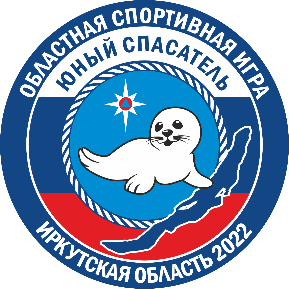 ОБЛАСТНАЯ СПОРТИВНАЯ ИГРА
ЮНЫЙ СПАСАТЕЛЬ
ИРКУТСКАЯ ОБЛАСТЬ 2022